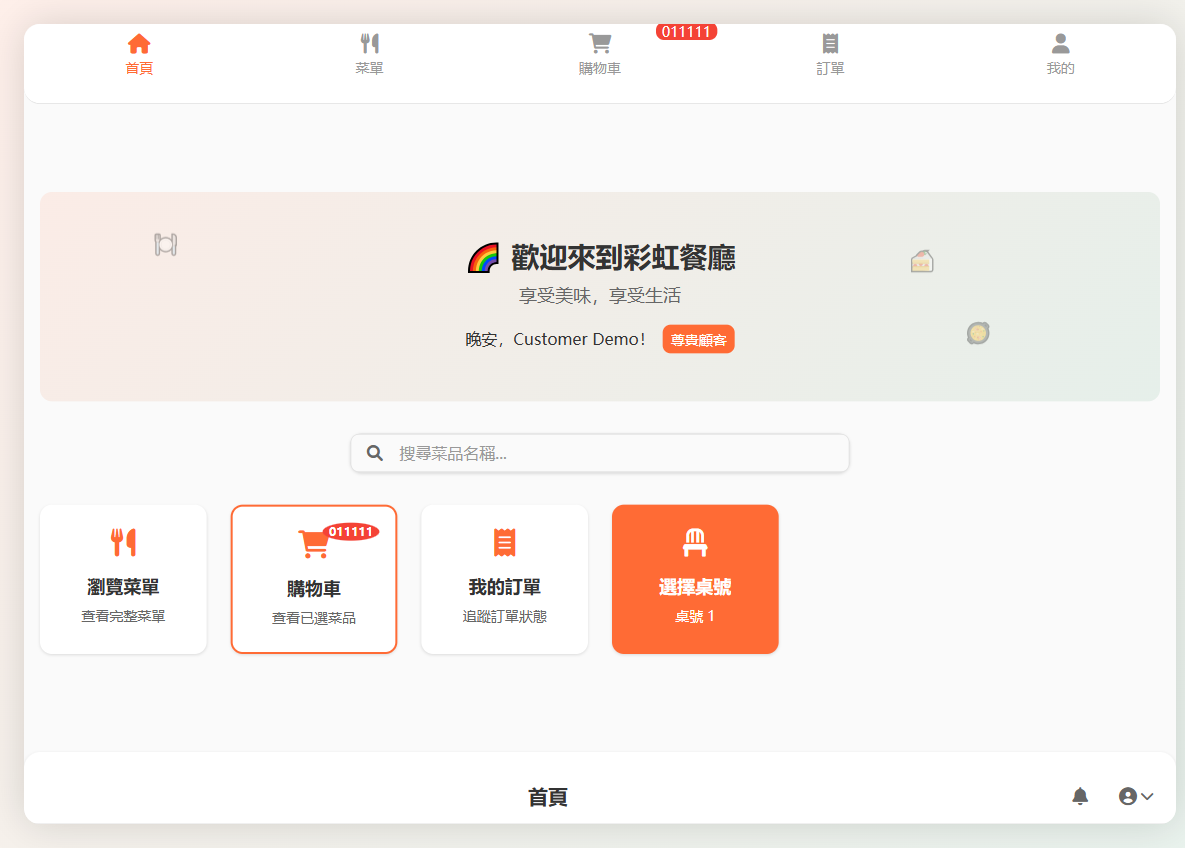 011111
首頁
菜單
購物車
訂單
我的
🌈 歡迎來到彩虹餐廳
享受美味，享受生活
晚安，Customer Demo！ 尊貴顧客
搜尋菜品名稱...
011111
瀏覽菜單
查看完整菜單
購物車
查看已選菜品
我的訂單
追蹤訂單狀態
選擇桌號
桌號 1
首頁